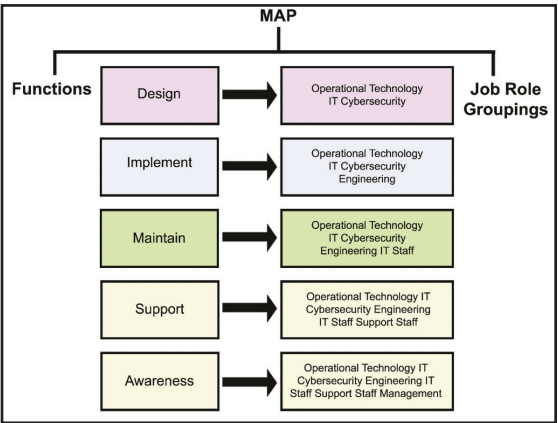 MAP
Functions
Job Role
Groupings
Design
Operational Technology
IT Cybersecurity
Implement
Operational Technology
IT Cybersecurity
Engineering
Maintain
Operational Technology
IT Cybersecurity
Engineering IT Staff
Support
Operational Technology IT
Cybersecurity Engineering
IT Staff Support Staff
Awareness
Operational Technology IT
Cybersecurity Engineering IT
Staff Support Staff Management